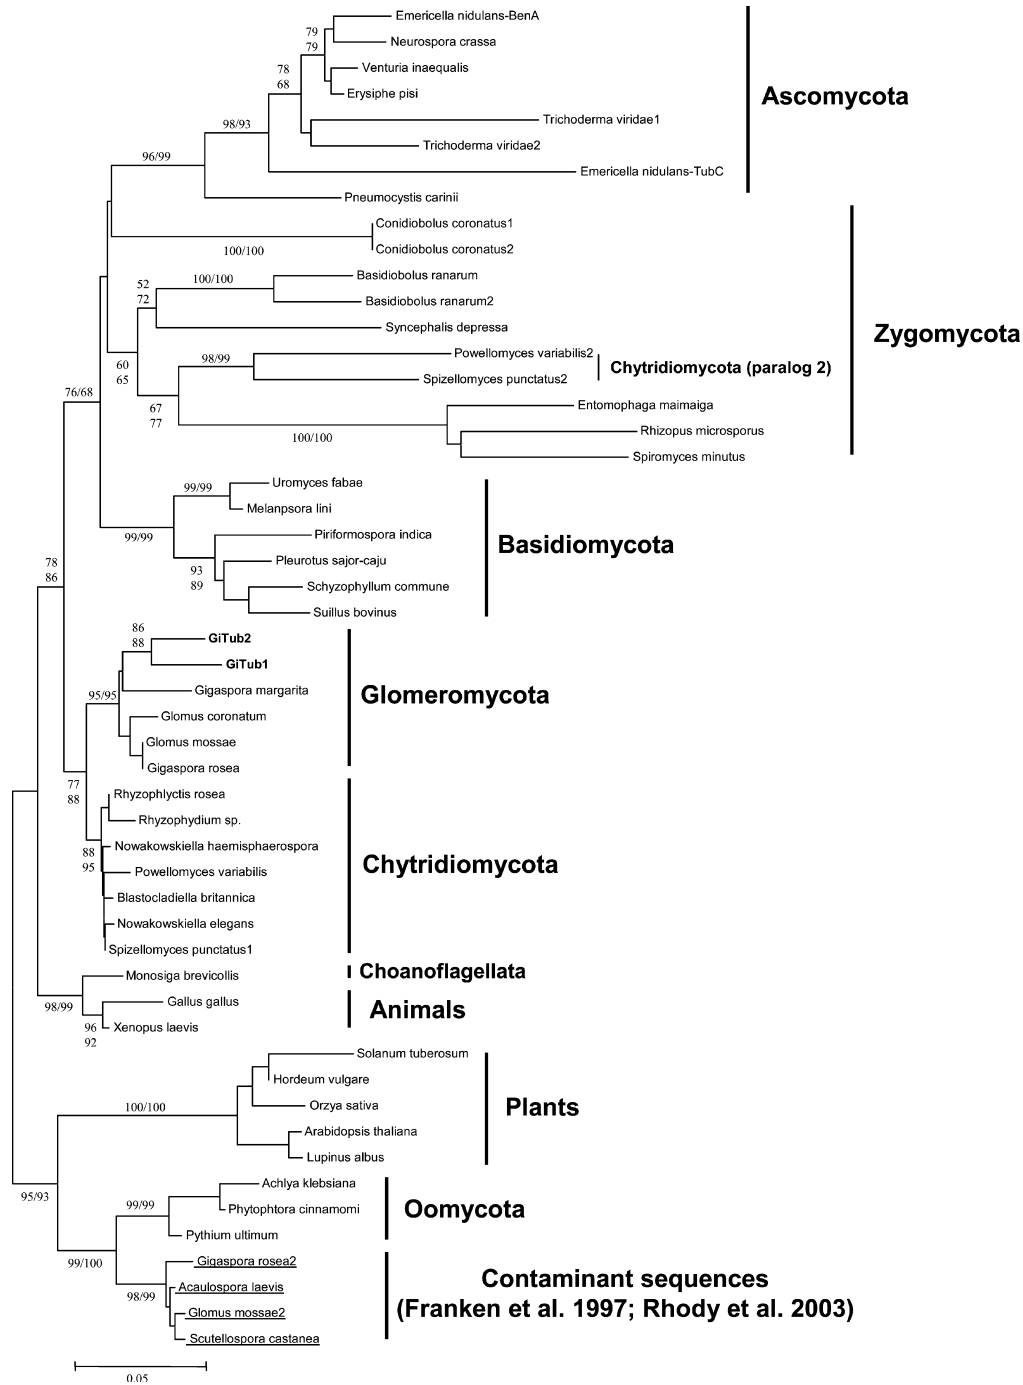 Emericella nidulans-BenA
79
79
Neurospora crassa
78
68
Venturia inaequalis
Erysiphe pisi
Ascomycota
98/93
Trichoderma viridae1
Trichoderma viridae2
96/99
Emericella nidulans-TubC
Pneumocystis carinii
Conidiobolus coronatus1
100/100
Conidiobolus coronatus2
52
72
100/100
Basidiobolus ranarum
Basidiobolus ranarum2
Syncephalis depressa
Zygomycota
60
65
98/99
Powellomyces variabilis2
Chytridiomycota (paralog 2)
Spizellomyces punctatus2
76/68
67
77
Entomophaga maimaiga
100/100
Rhizopus microsporus
Spiromyces minutus
99/99
Uromyces fabae
Melanpsora lini
99/99
Piriformospora indica
Basidiomycota
93
89
Pleurotus sajor-caju
Schyzophyllum commune
Suillus bovinus
78
86
86
88
GiTub2
GiTub1
95/95
Gigaspora margarita
Glomeromycota
Glomus coronatum
Glomus mossae
Gigaspora rosea
77
88
Rhyzophlyctis rosea
Rhyzophydium sp.
88
95
Nowakowskiella haemisphaerospora
Chytridiomycota
Powellomyces variabilis
Blastocladiella britannica
Nowakowskiella elegans
Spizellomyces punctatus1
Monosiga brevicollis
Choanoflagellata
98/99
Gallus gallus
Animals
96
92
Xenopus laevis
Solanum tuberosum
Hordeum vulgare
100/100
Orzya sativa
Plants
Arabidopsis thaliana
Lupinus albus
95/93
99/99
Achlya klebsiana
Phytophtora cinnamomi
Oomycota
Pythium ultimum
99/100
Gigaspora rosea2
98/99
Acaulospora laevis
Contaminant sequences
(Franken et al. 1997; Rhody et al. 2003)
Glomus mossae2
Scutellospora castanea
0.05